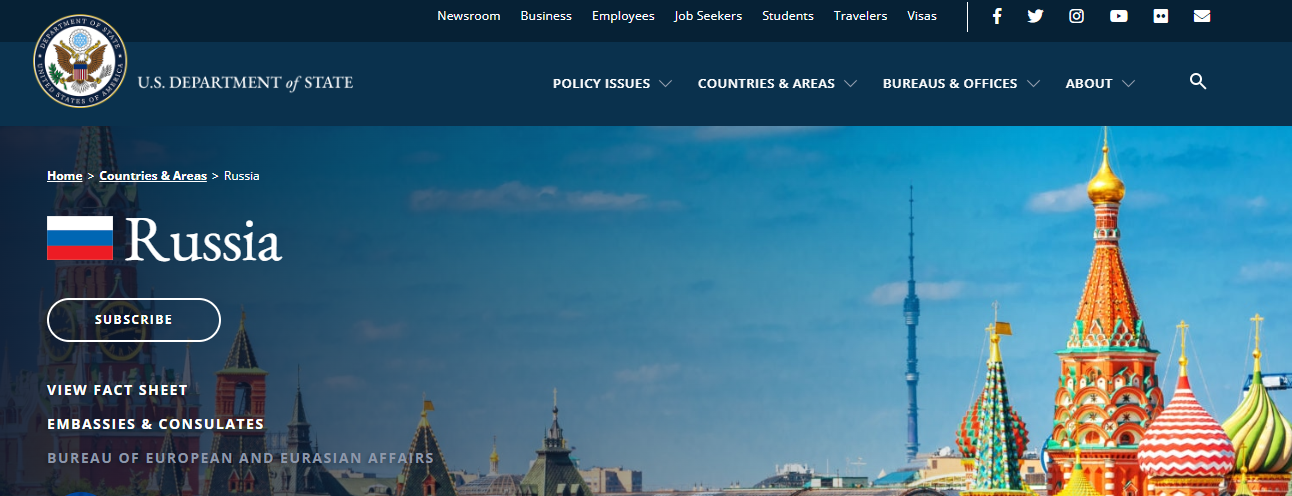 Newsroom Business Employees Job Seekers Students Travelers Visas
DEPARTMENT OF STATE
UNITED STATES OF AMERICA
U.S. DEPARTMENT of STATE
POLICY ISSUES COUNTRIES & AREAS BUREAUS & OFFICES ABOUT
Home > Countries & Areas > Russia
Russia
SUBSCRIBE
VIEW FACT SHEET
EMBASSIES & CONSULATES
BUREAU OF EUROPEAN AND EURASIAN AFFAIRS